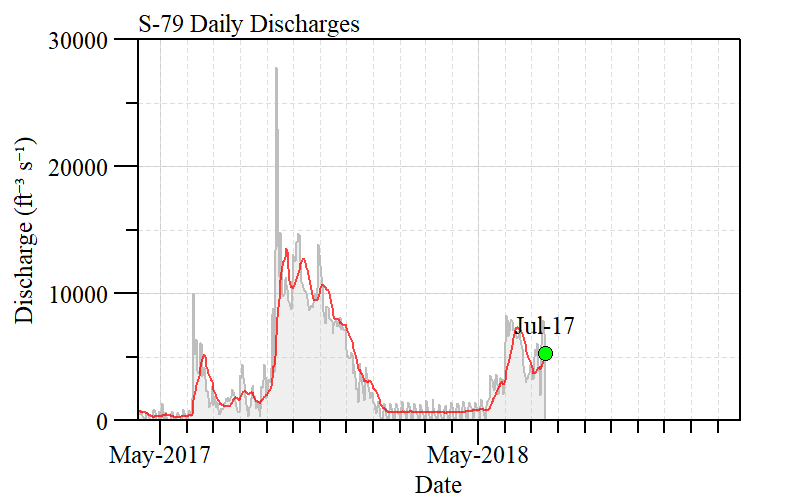 S-79 Daily Discharges
30000
20000
10000
0
Discharge (ft⁻³ s⁻¹)
Jul-17
May-2017
May-2018
Date